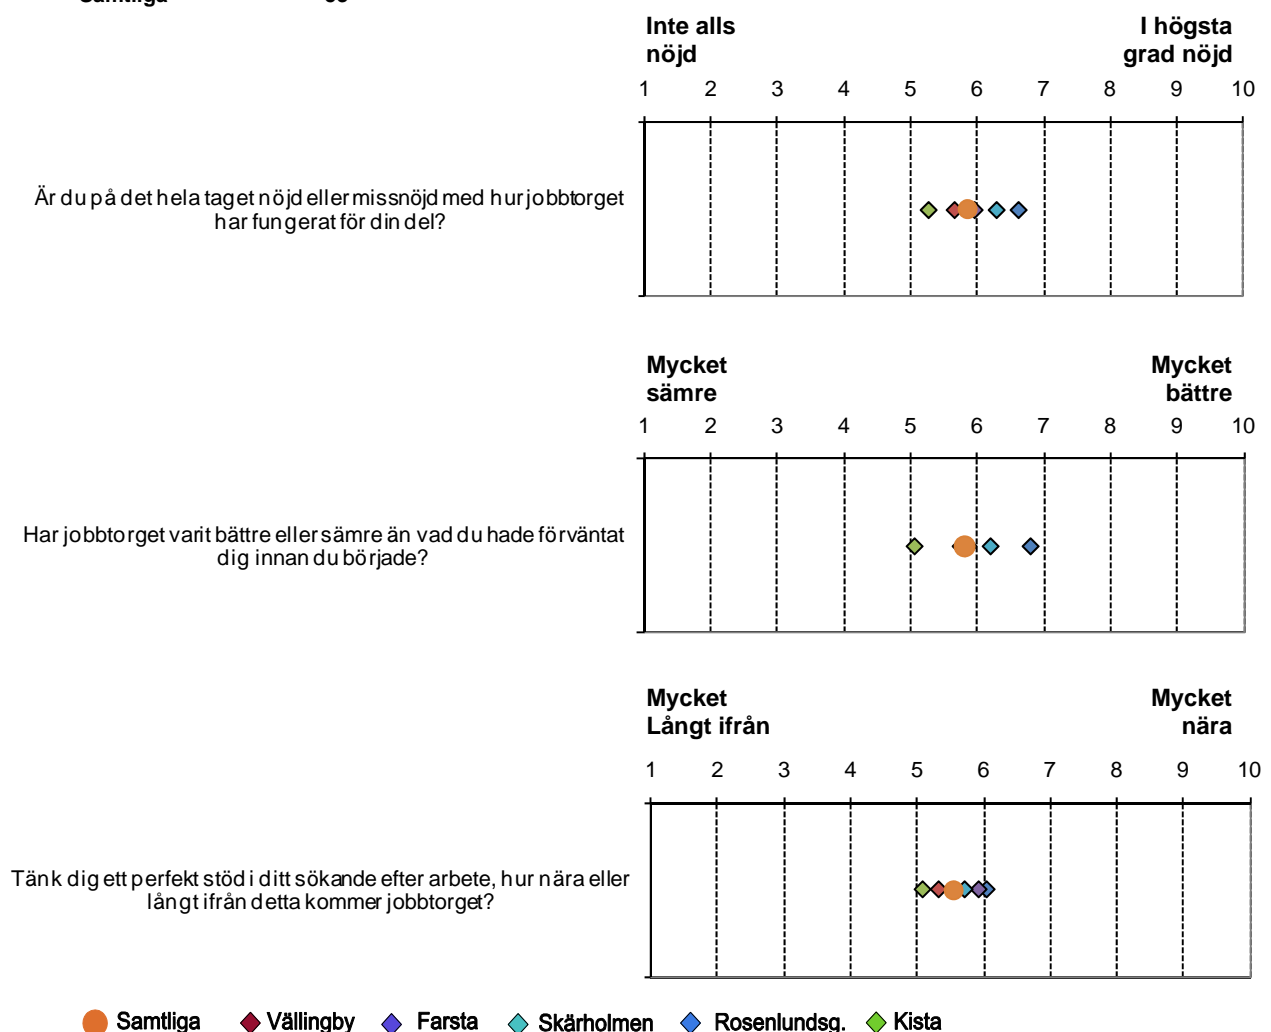 Inte alls nöjd
I högsta grad nöjd
1 2 3 4 5 6 7 8 9 10
Är du på det hela taget nöjd eller missnöjd med hur jobbtorget
har fungerat för din del?
Mycket sämre
Mycket bättre
1 2 3 4 5 6 7 8 9 10
Har jobbtorget varit bättre eller sämre än vad du hade förväntat
dig innan du började?
Mycket Långt ifrån
Mycket nära
1 2 3 4 5 6 7 8 9 10
Tänk dig ett perfekt stöd i ditt sökande efter arbete, hur nära eller
långt ifrån detta kommer jobbtorget?
Samtliga Vällingby Farsta Skärholmen Rosenlundsg. Kista